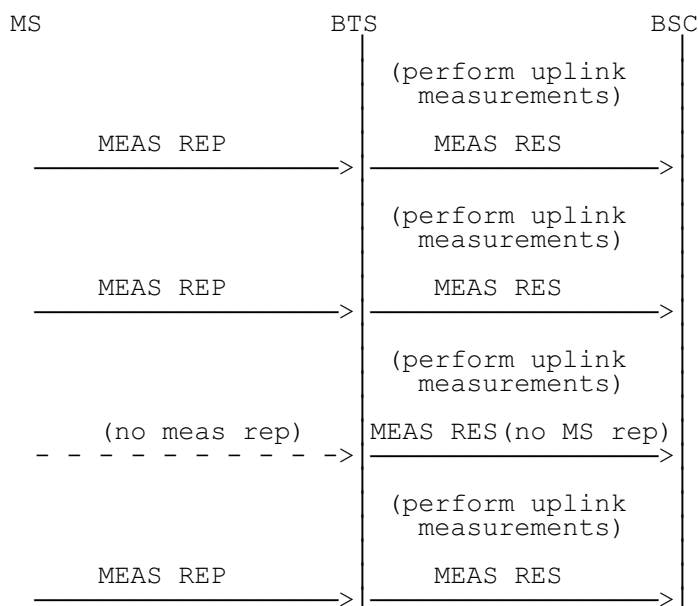 MS BTS BSC
(perform uplink
measurements)
MEAS REP MEAS RES
(perform uplink
measurements)
MEAS REP MEAS RES
(perform uplink
measurements)
(no meas rep) MEAS RES(no MS rep)
(perform uplink
measurements)
MEAS REP MEAS RES